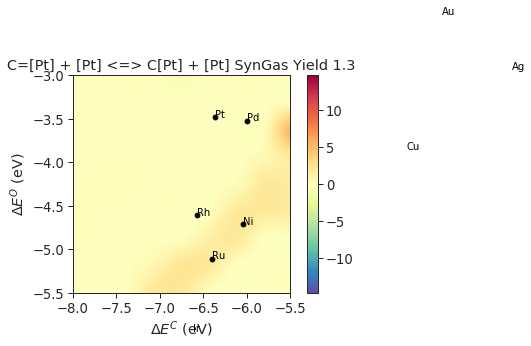 Au
Ag
Cu
C=[Pt] + [Pt] <=> C[Pt] + [Pt] SynGas Yield 1.3
−3.0
−3.5
−4.0
−4.5
−5.0
−5.5
ΔE^O (eV)
Pt
Pd
Rh
Ni
Ru
10
5
0
−5
−10
−8.0 −7.5 −7.0 −6.5 −6.0 −5.5
ΔE^C (eV)
Ir